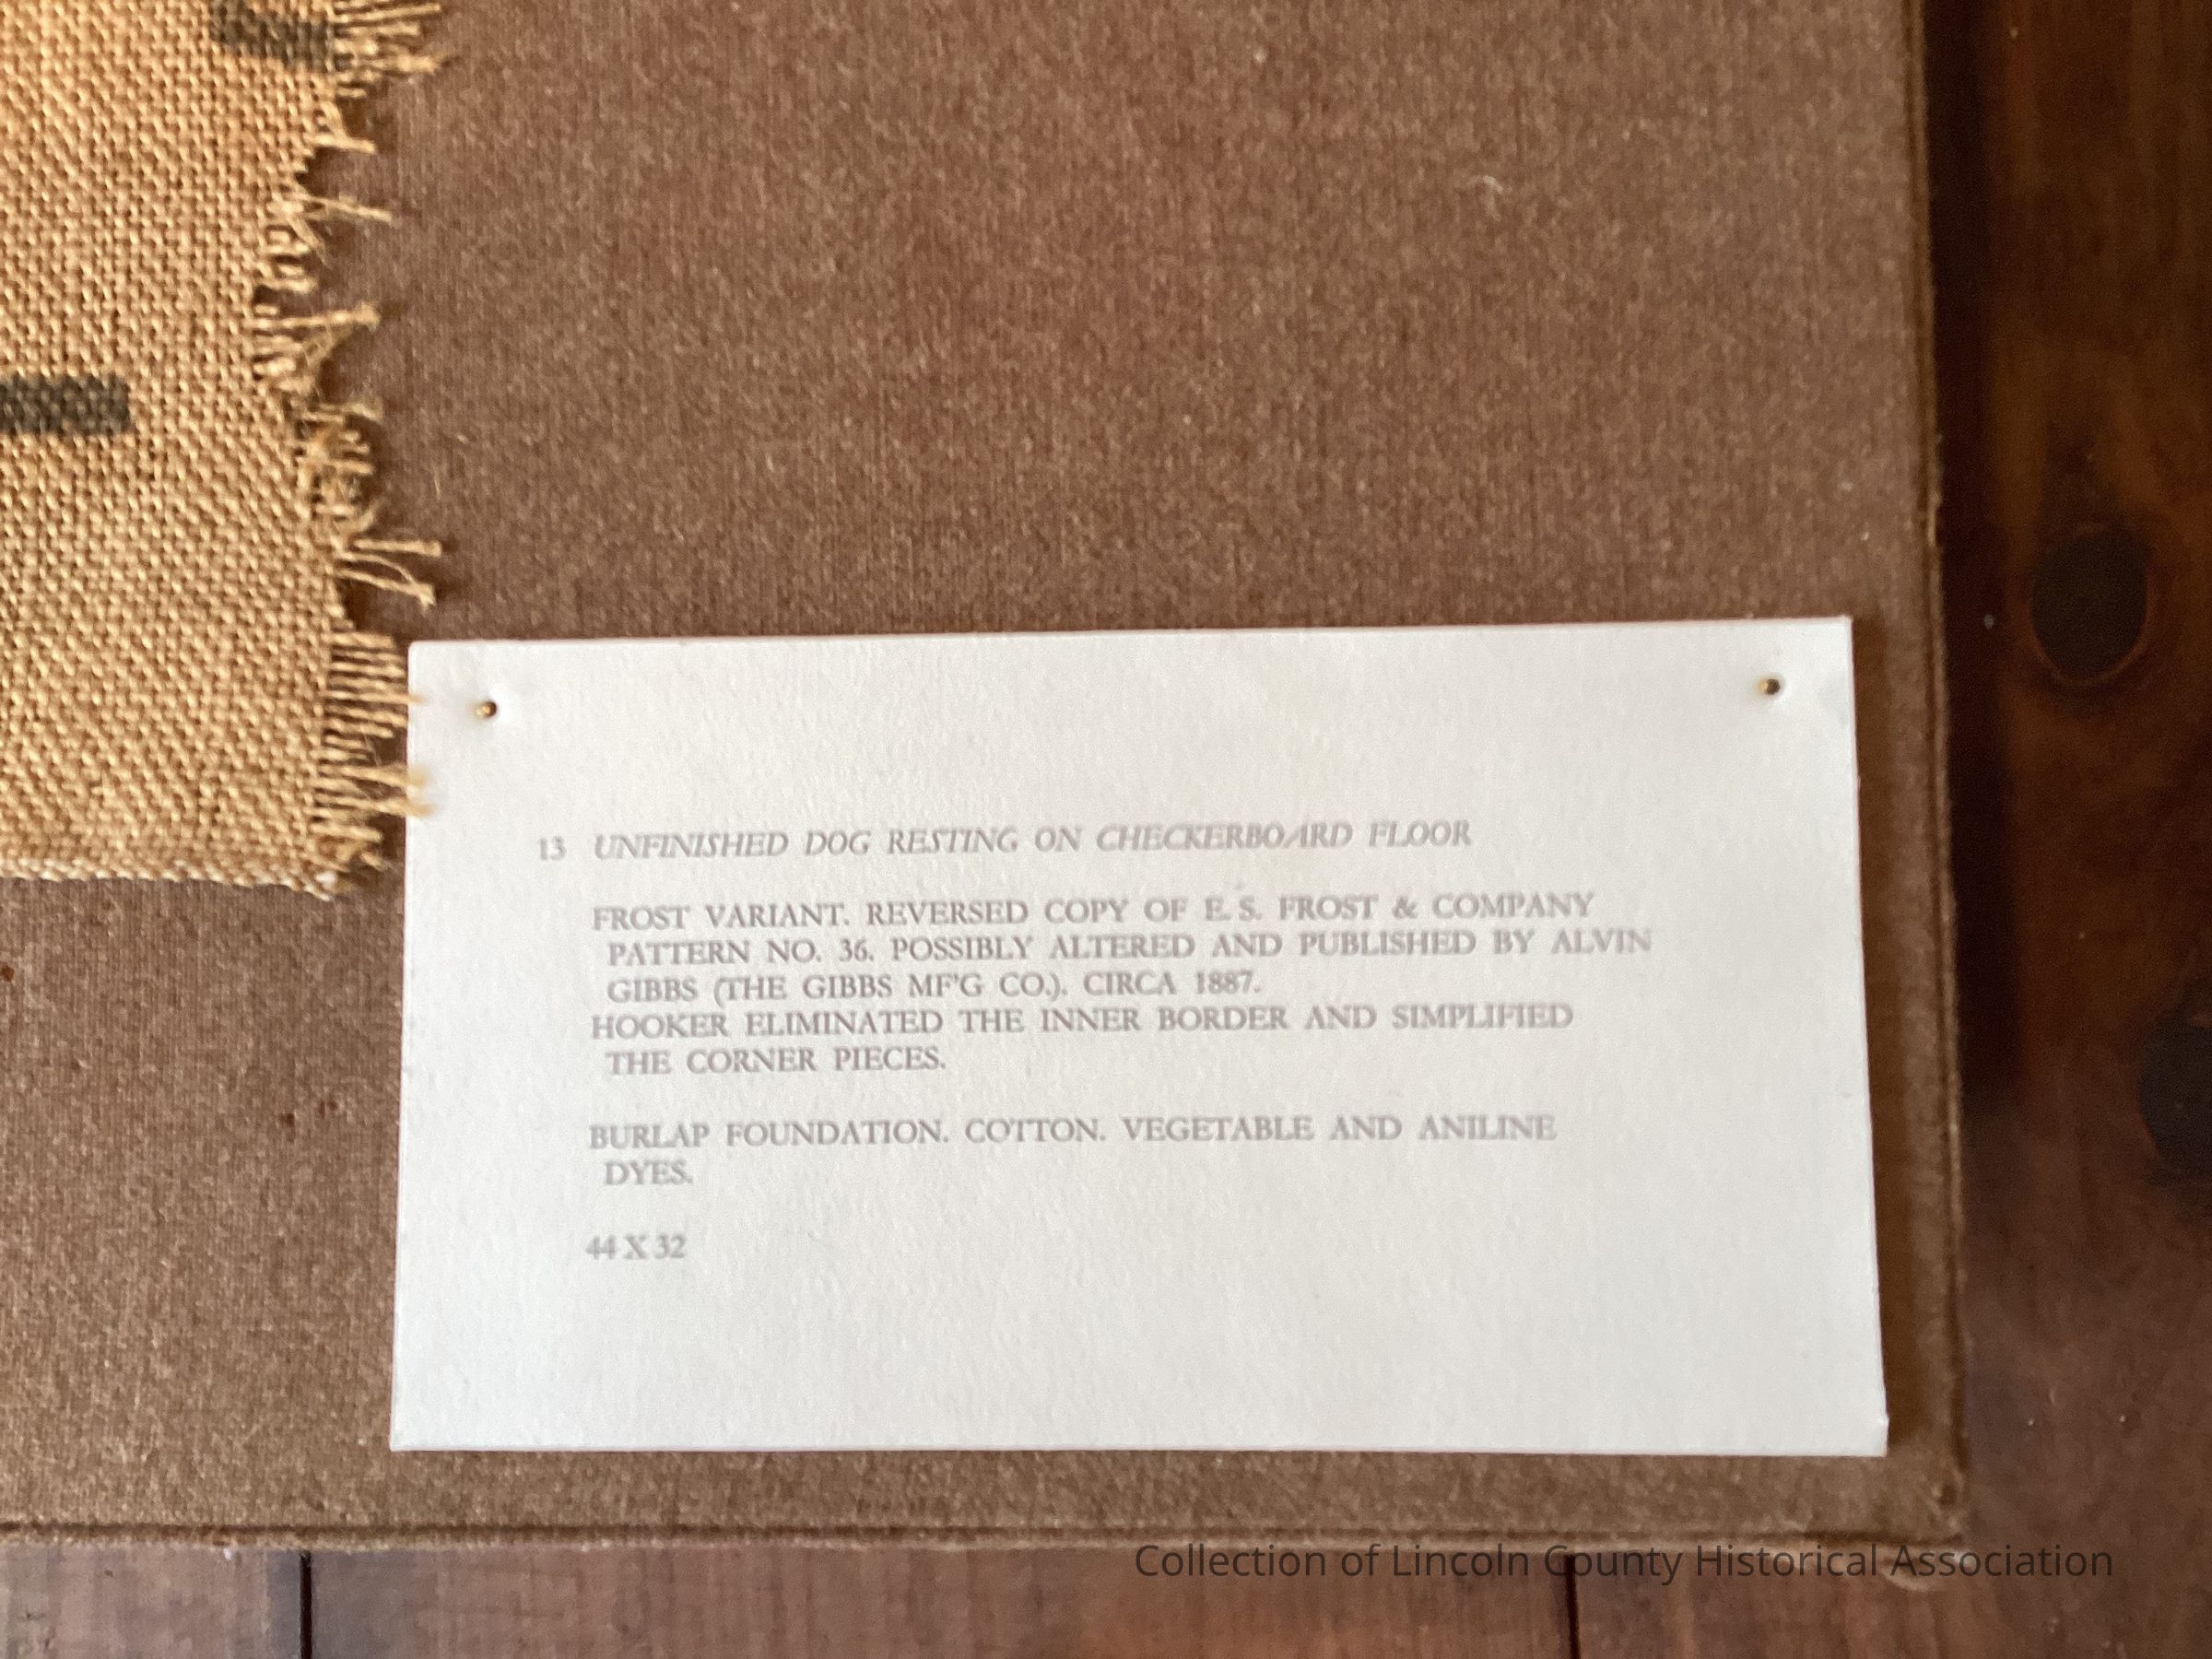 13 UNFINISHED DOG RESTING ON CHECKERBOARD FLOOR
FROST VARIANT. REVERSED COPY OF E. S. FROST & COMPANY
PATTERN NO. 36. POSSIBLY ALTERED AND PUBLISHED BY ALVIN
GIBBS (THE GIBBS MF'G CO.). CIRCA 1887.
HOOKER ELIMINATED THE INNER BORDER AND SIMPLIFIED
THE CORNER PIECES.
BURLAP FOUNDATION. COTTON. VEGETABLE AND ANILINE
DYES.
44 X 32
Collection of Lincoln County Historical Association